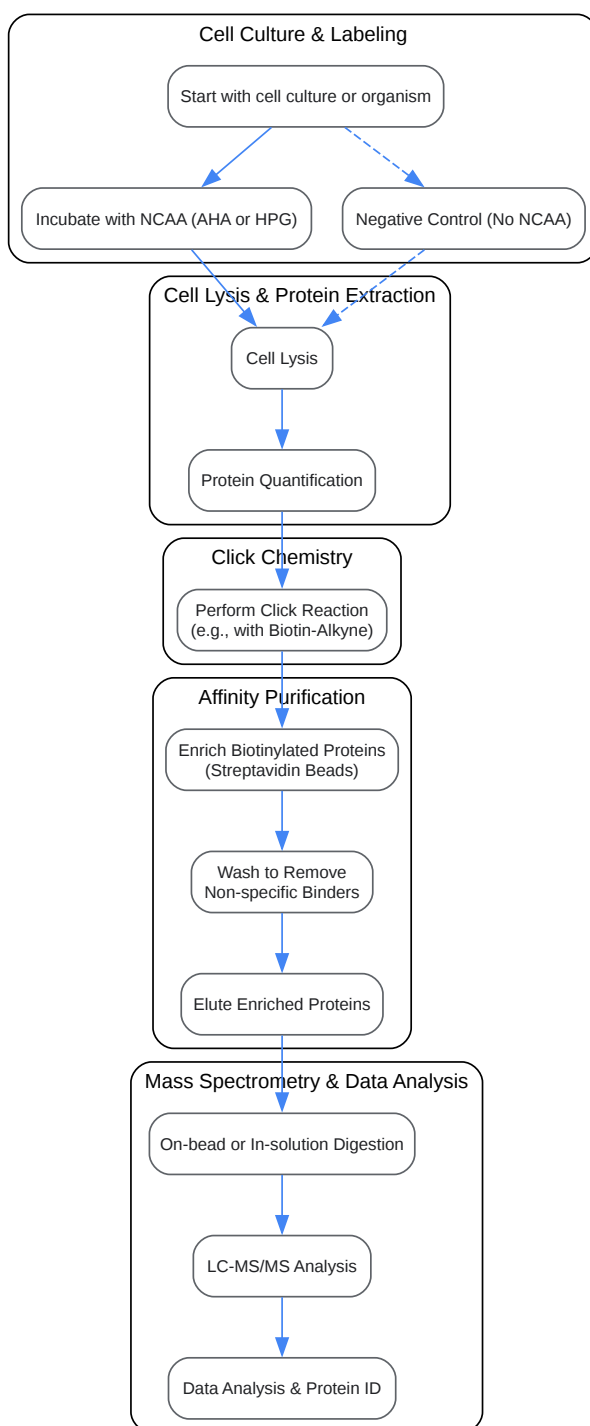 Cell Culture & Labeling
Start with cell culture or organism
Incubate with NCAA (AHA or HPG)
Negative Control (No NCAA)
Cell Lysis & Protein Extraction
Cell Lysis
Protein Quantification
Click Chemistry
Perform Click Reaction
(e.g., with Biotin-Alkyne)
Affinity Purification
Enrich Biotinylated Proteins
(Streptavidin Beads)
Wash to Remove
Non-specific Binders
Elute Enriched Proteins
Mass Spectrometry & Data Analysis
On-bead or In-solution Digestion
LC-MS/MS Analysis
Data Analysis & Protein ID